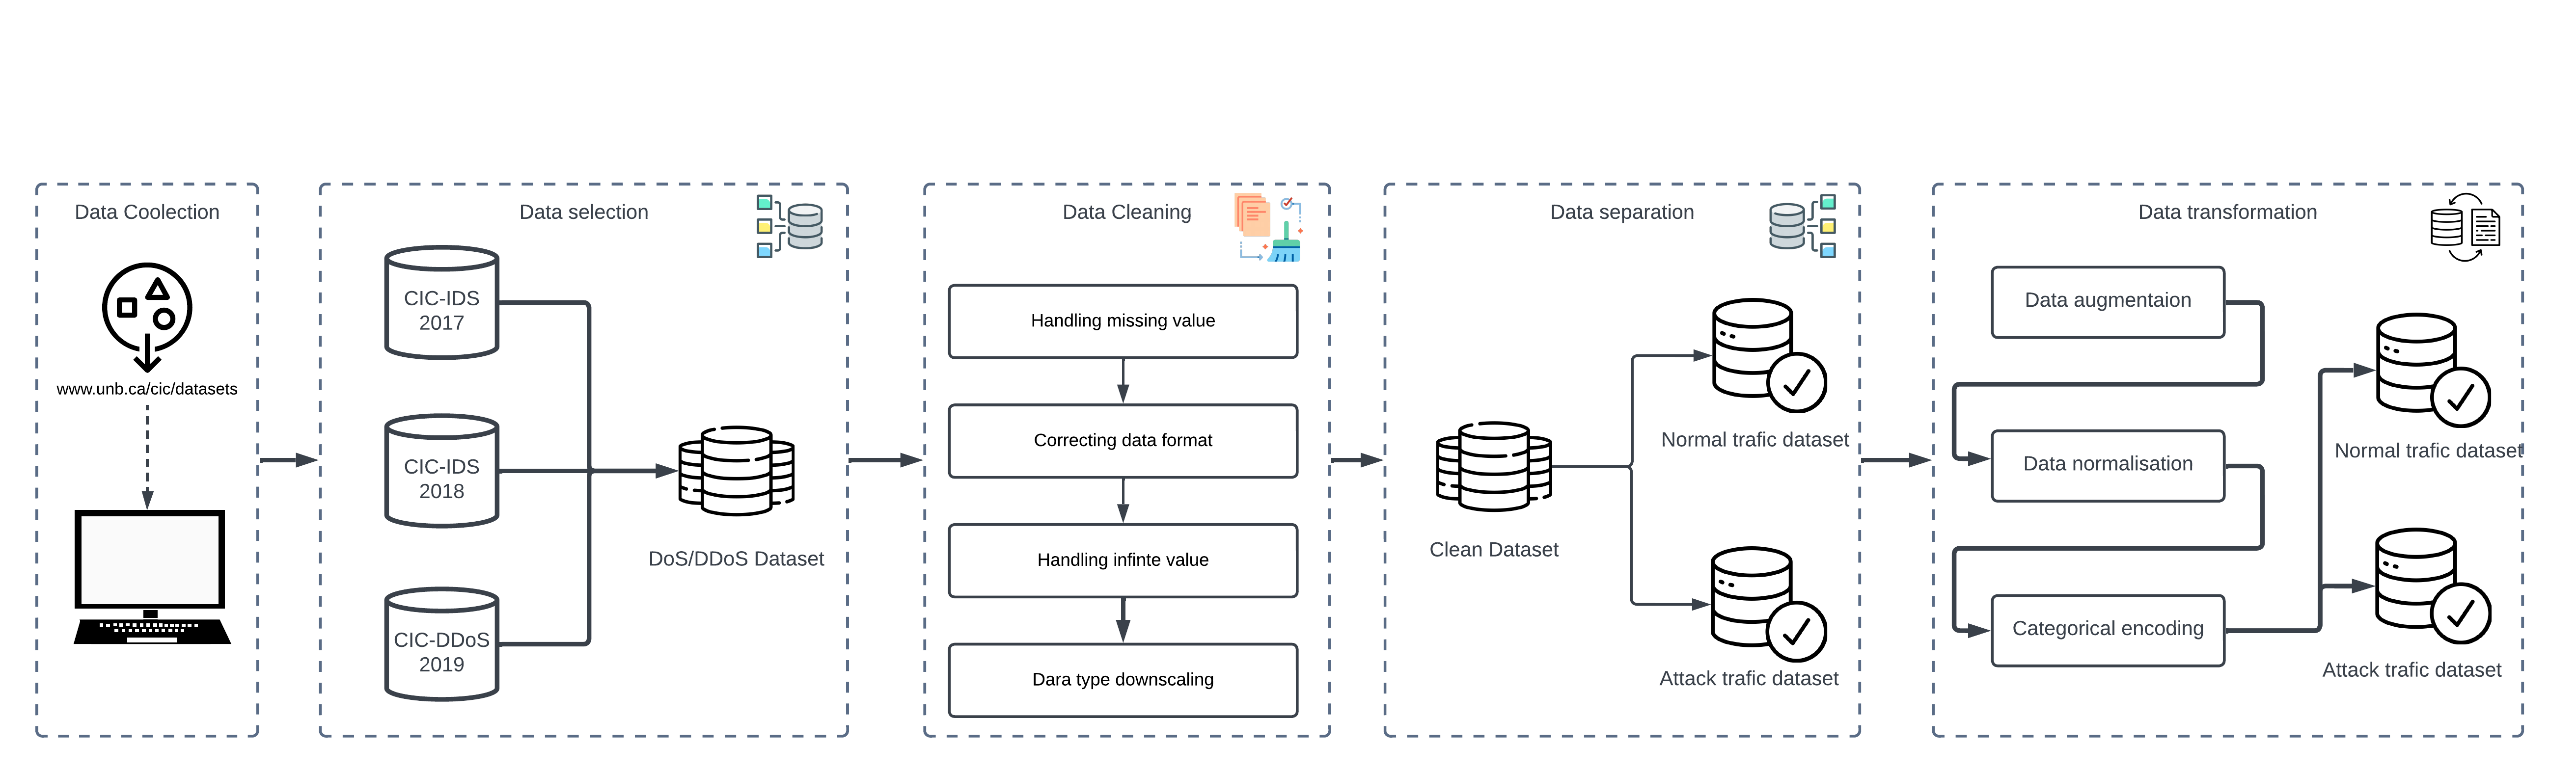 Data Coolection
www.unb.ca/cic/datasets
Data selection
CIC-IDS
2017
CIC-IDS
2018
CIC-DDoS
2019
DoS/DDoS Dataset
Data Cleaning
Handling missing value
Correcting data format
Handling infinte value
Dara type downscaling
Data separation
Clean Dataset
Normal trafic dataset
Attack trafic dataset
Data transformation
Data augmentaion
Data normalisation
Categorical encoding
Normal trafic dataset
Attack trafic dataset